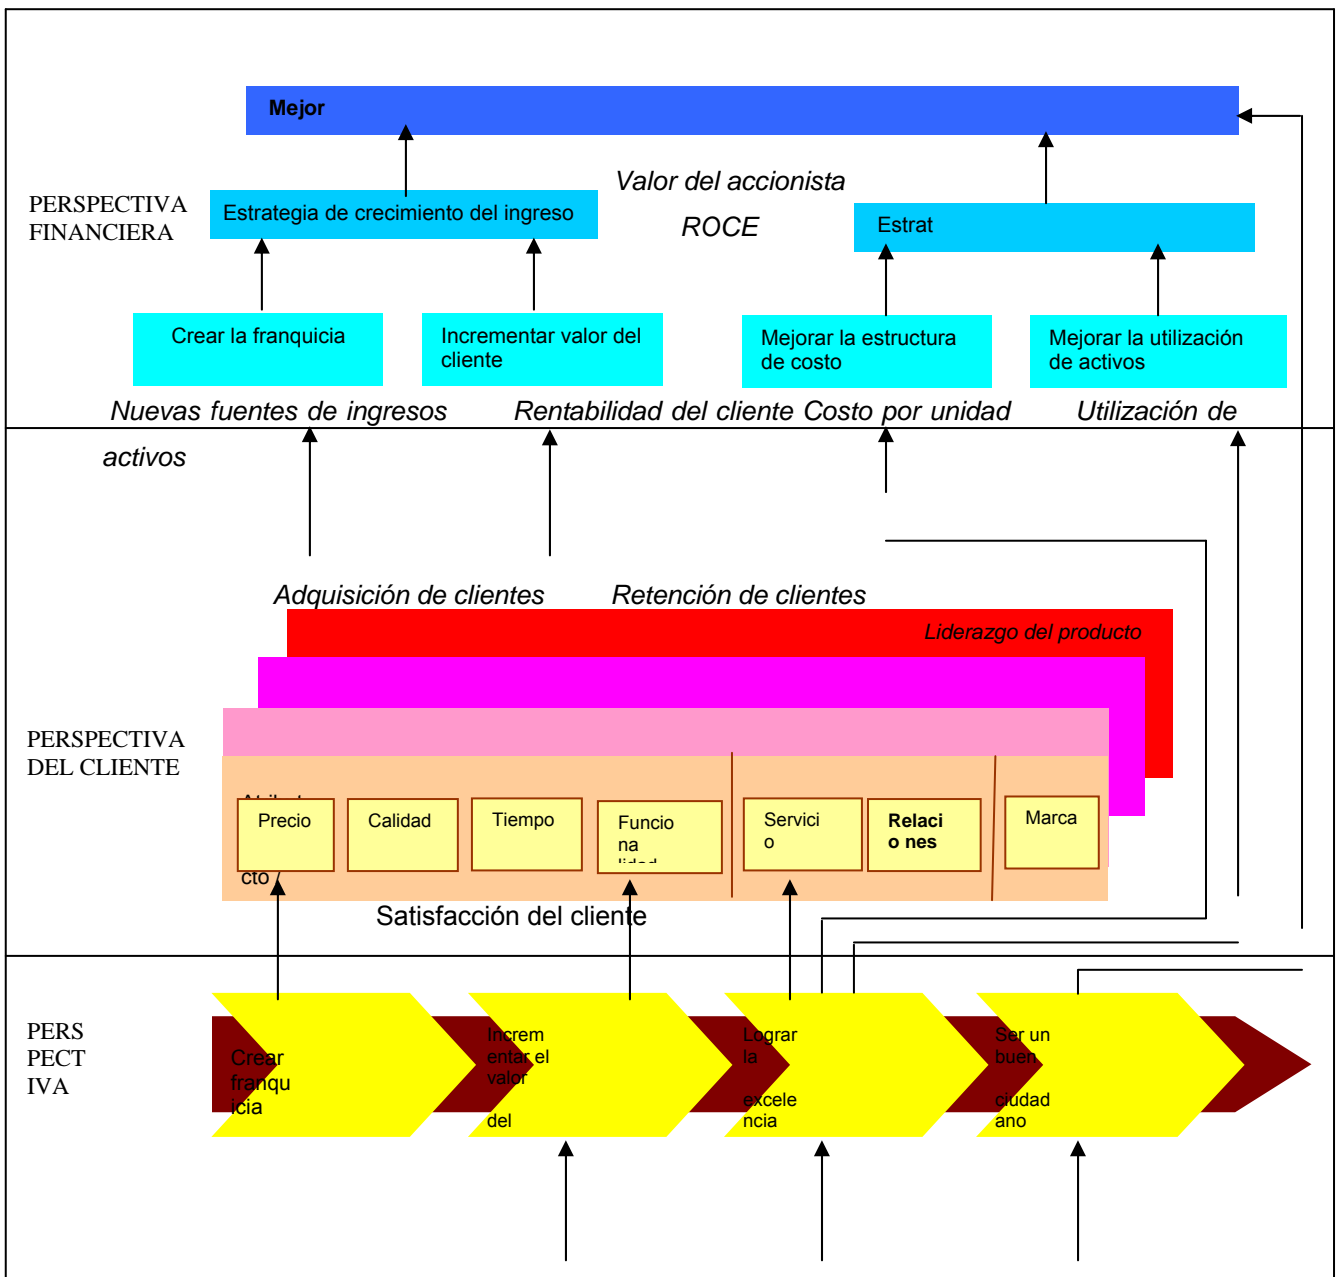 Mejor
Valor del accionista
PERSPECTIVA
FINANCIERA
Estrategia de crecimiento del ingreso
ROCE
Estrat
Crear la franquicia
Incrementar valor del
cliente
Mejorar la estructura
de costo
Mejorar la utilización
de activos
Nuevas fuentes de ingresos
Rentabilidad del cliente Costo por unidad
Utilización de
activos
Adquisición de clientes
Retención de clientes
Liderazgo del producto
PERSPECTIVA
DEL CLIENTE
Precio
Calidad
Tiempo
Funcio
na
Servici
o
Relaci
o nes
Marca
cto
Satisfacción del cliente
PERS
PECT
IVA
Crear
franqu
icia
Increm
entar el
valor
del
Lograr
la
excele
ncia
Ser un
buen
ciudad
ano